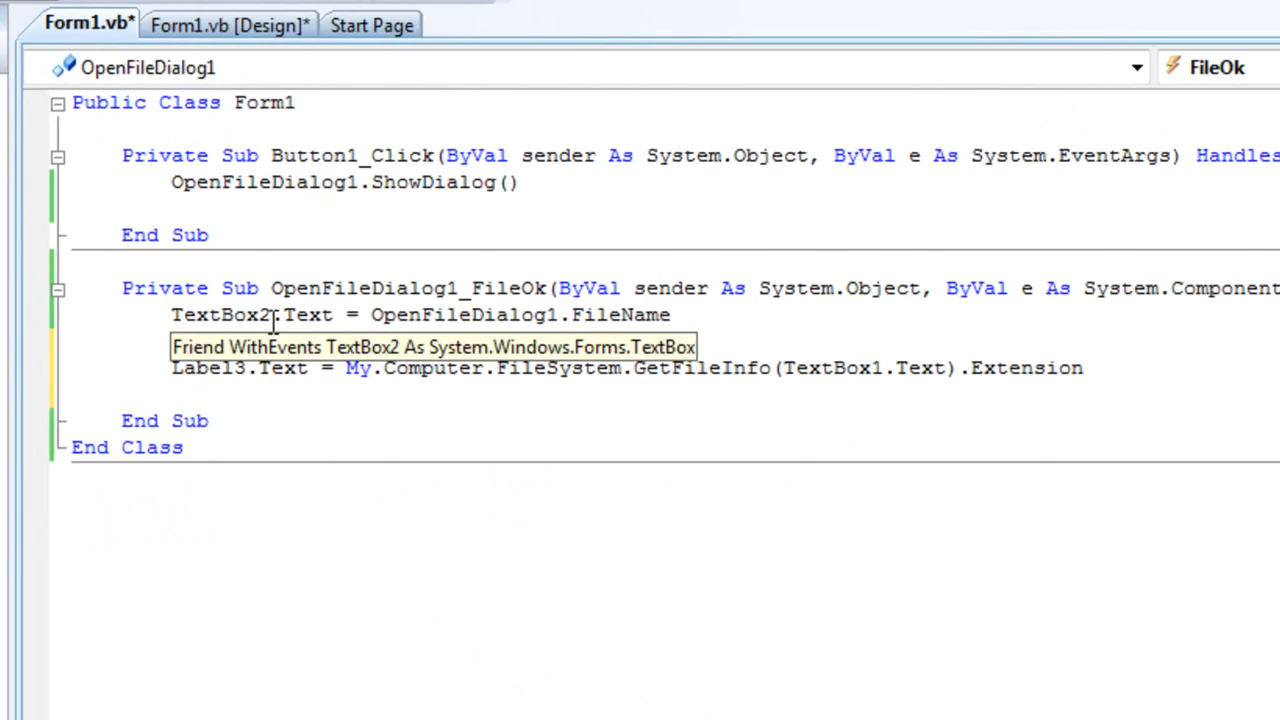 Form1.vb* Form1.vb [Design]* Start Page
OpenFileDialog1 FileOk
Public Class Form1
Private Sub Button1_Click(ByVal sender As System.Object, ByVal e As System.EventArgs) Handles
OpenFileDialog1.ShowDialog()
End Sub
Private Sub OpenFileDialog1_FileOk(ByVal sender As System.Object, ByVal e As System.Component
TextBox2.Text = OpenFileDialog1.FileName
Friend WithEvents TextBox2 As System.Windows.Forms.TextBox
Label3.Text = My.Computer.FileSystem.GetFileInfo(TextBox1.Text).Extension
End Sub
End Class